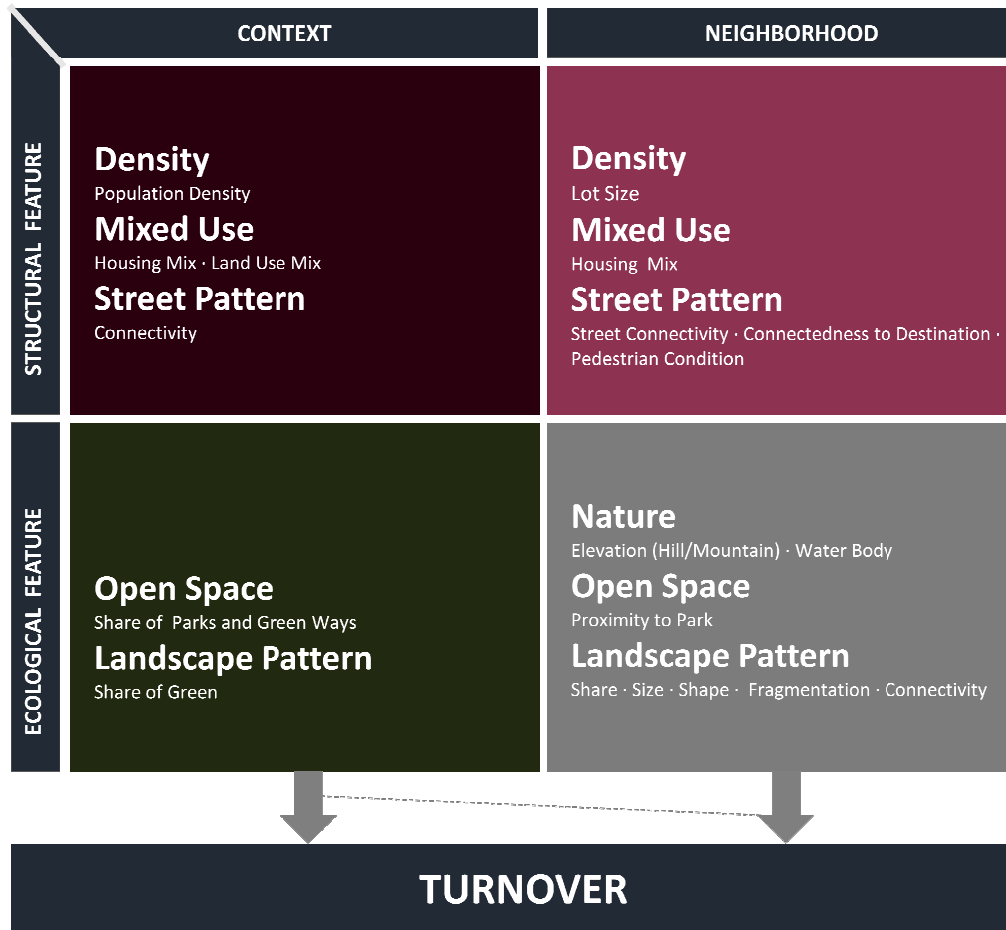 CONTEXT
NEIGHBORHOOD
STRUCTURAL FEATURE
Density
Population Density
Mixed Use
Housing Mix · Land Use Mix
Street Pattern
Connectivity
Density
Lot Size
Mixed Use
Housing Mix
Street Pattern
Street Connectivity · Connectedness to Destination ·
Pedestrian Condition
ECOLOGICAL FEATURE
Open Space
Share of Parks and Green Ways
Landscape Pattern
Share of Green
Nature
Elevation (Hill/Mountain) · Water Body
Open Space
Proximity to Park
Landscape Pattern
Share · Size · Shape · Fragmentation · Connectivity
TURNOVER